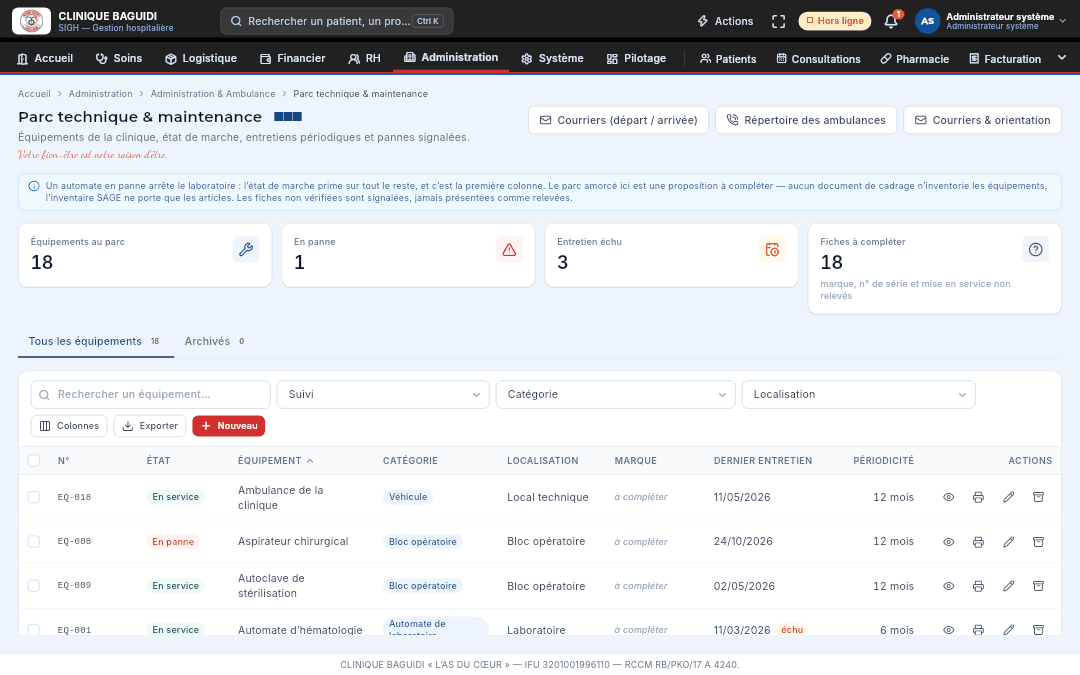 CLINIQUE BAGUIDI
SIGH — Gestion hospitalière
Rechercher un patient, un pro... Ctrl K
Actions
Hors ligne
1
AS
Administrateur système
Administrateur système
Accueil Soins Logistique Financier RH Administration Système Pilotage Patients Consultations Pharmacie Facturation
Accueil > Administration > Administration & Ambulance > Parc technique & maintenance
Parc technique & maintenance
Équipements de la clinique, état de marche, entretiens périodiques et pannes signalées.
Votre bien-être est notre raison d'être.
Courriers (départ / arrivée) Répertoire des ambulances Courriers & orientation
Un automate en panne arrête le laboratoire : l'état de marche prime sur tout le reste, et c'est la première colonne. Le parc amorcé ici est une proposition à compléter — aucun document de cadrage n'inventorie les équipements,
l'inventaire SAGE ne porte que les articles. Les fiches non vérifiées sont signalées, jamais présentées comme relevées.
Équipements au parc
18
En panne
1
Entretien échu
3
Fiches à compléter
18
marque, n° de série et mise en service non
relevés
Tous les équipements 18 Archivés 0
Rechercher un équipement... Suivi Catégorie Localisation
Colonnes Exporter Nouveau
N° ÉTAT ÉQUIPEMENT CATÉGORIE LOCALISATION MARQUE DERNIER ENTRETIEN PÉRIODICITÉ ACTIONS
EQ-018 En service Ambulance de la clinique Véhicule Local technique à compléter 11/05/2026 12 mois
EQ-008 En panne Aspirateur chirurgical Bloc opératoire Bloc opératoire à compléter 24/10/2026 12 mois
EQ-009 En service Autoclave de stérilisation Bloc opératoire Bloc opératoire à compléter 02/05/2026 12 mois
EQ-001 En service Automate d'hématologie Automate de laboratoire Laboratoire à compléter 11/03/2026 échu 6 mois
CLINIQUE BAGUIDI « L'AS DU CŒUR » — IFU 3201001996110 — RCCM RB/PKO/17 A 4240.